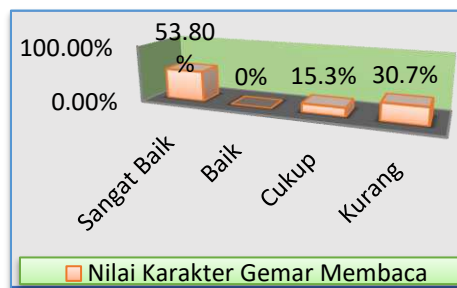 100.00%
0.00%
53.80
%
0%
15.3%
30.7%
Sangat Baik
Baik
Cukup
Kurang
Nilai Karakter Gemar Membaca